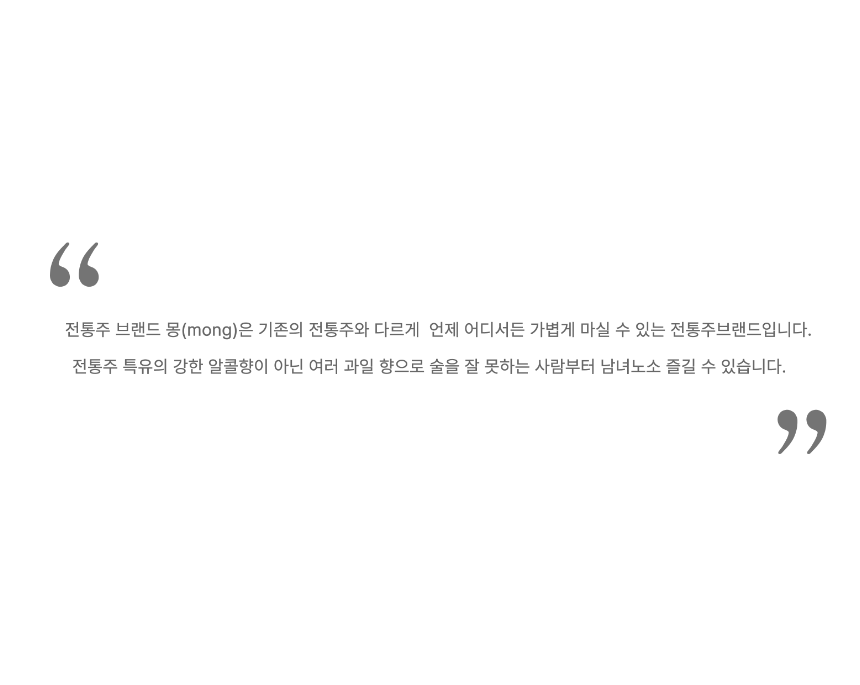 “
전통주 브랜드 몽(mong)은 기존의 전통주와 다르게  언제 어디서든 가볍게 마실 수 있는 전통주브랜드입니다.
전통주 특유의 강한 알콜향이 아닌 여러 과일 향으로 술을 잘 못하는 사람부터 남녀노소 즐길 수 있습니다.
”